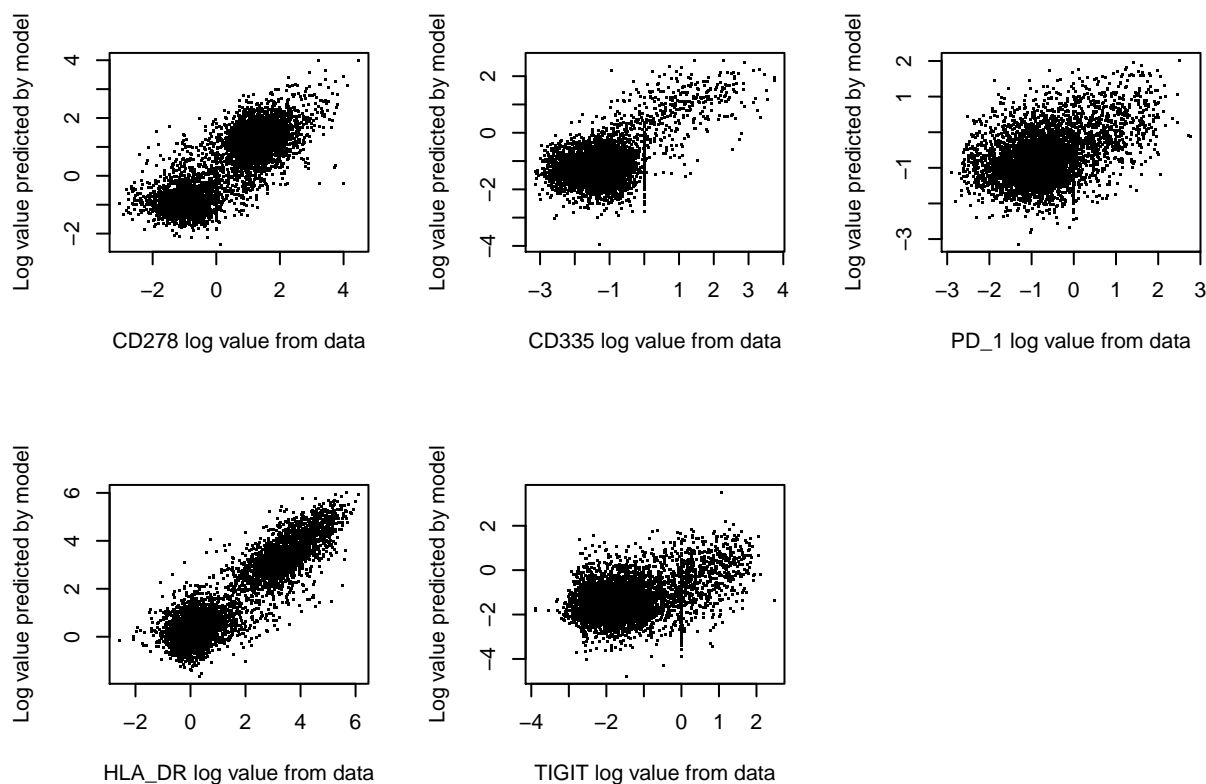 Log value predicted by model
4
2
0
−2
−2 0 2 4
CD278 log value from data
Log value predicted by model
2
0
−2
−4
−3 −1 0 1 2 3 4
CD335 log value from data
Log value predicted by model
2
1
−1
−3
−3 −2 −1 0 1 2 3
PD_1 log value from data
Log value predicted by model
6
4
2
0
−2 0 2 4 6
HLA_DR log value from data
Log value predicted by model
2
0
−2
−4
−4 −2 0 1 2
TIGIT log value from data